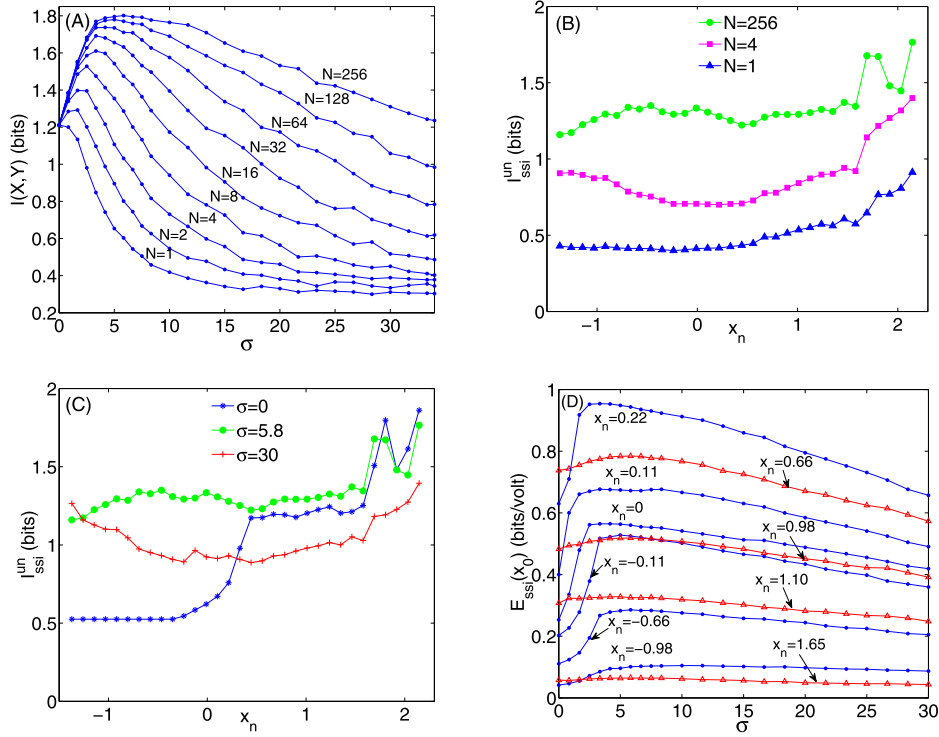 (A)
I(X,Y) (bits)
1.8
1.6
1.4
1.2
1
0.8
0.6
0.4
0.2
N=256
N=128
N=64
N=32
N=16
N=8
N=4
N=2
N=1
0 5 10 15 20 25 30
σ
(B)
N=256
N=4
N=1
I_ssi^un (bits)
2
1.5
1
0.5
0
−1 0 1 2
x_n
(C)
σ=0
σ=5.8
σ=30
I_ssi^un (bits)
2
1.5
1
0.5
0
−1 0 1 2
x_n
(D)
E_ssi(x_0) (bits/volt)
1
0.8
0.6
0.4
0.2
0
x_n=0.22
x_n=0.66
x_n=0.11
x_n=0
x_n=0.98
x_n=−0.11
x_n=1.10
x_n=−0.66
x_n=−0.98
x_n=1.65
0 5 10 15 20 25 30
σ